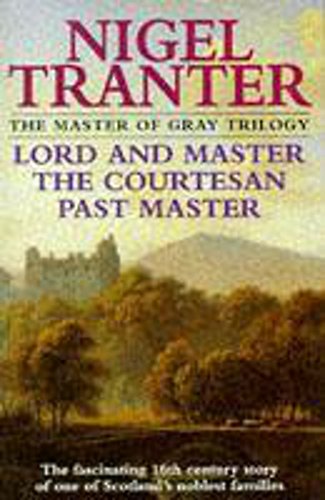 NIGEL
TRANTER
THE MASTER OF GRAY TRILOGY
LORD AND MASTER
THE COURTESAN
PAST MASTER
The fascinating 16th century story
of one of Scotland's noblest families